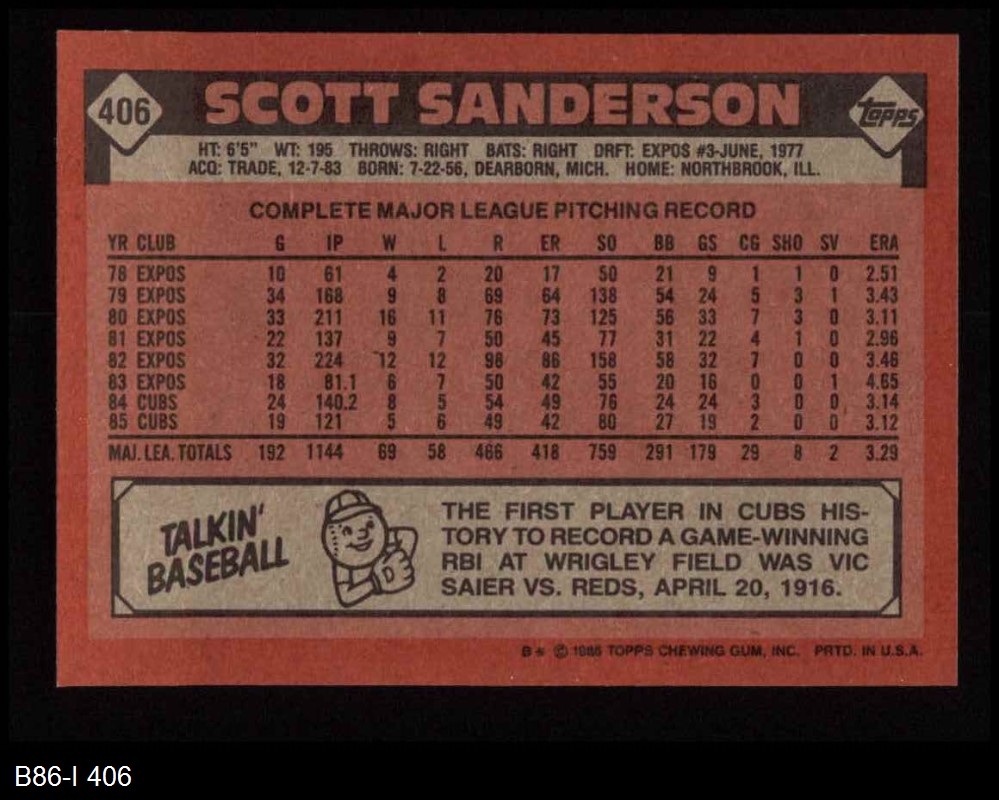 406 SCOTT SANDERSON topps
HT: 6'5" WT: 195 THROWS: RIGHT BATS: RIGHT DRFT: EXPOS #3-JUNE, 1977
ACQ: TRADE, 12-7-83 BORN: 7-22-56, DEARBORN, MICH. HOME: NORTHBROOK, ILL.
COMPLETE MAJOR LEAGUE PITCHING RECORD
YR CLUB G IP W L R ER SO BB GS CG SHO SV ERA
78 EXPOS 10 61 4 2 20 17 50 21 9 1 1 0 2.51
79 EXPOS 34 168 9 8 69 64 138 54 24 5 3 1 3.43
80 EXPOS 33 211 16 11 76 73 125 56 33 7 3 0 3.11
81 EXPOS 22 137 9 7 50 45 77 31 22 4 1 0 2.96
82 EXPOS 32 224 12 12 98 86 158 58 32 7 0 0 3.46
83 EXPOS 18 81.1 6 7 50 42 55 20 16 0 0 1 4.65
84 CUBS 24 140.2 8 5 54 49 76 24 24 3 0 0 3.14
85 CUBS 19 121 5 6 49 42 80 27 19 2 0 0 3.12
MAJ. LEA. TOTALS 192 1144 69 58 466 418 759 291 179 29 8 2 3.29
TALKIN'
BASEBALL
THE FIRST PLAYER IN CUBS HIS-
TORY TO RECORD A GAME-WINNING
RBI AT WRIGLEY FIELD WAS VIC
SAIER VS. REDS, APRIL 20, 1916.
B* © 1986 TOPPS CHEWING GUM, INC. PRTD. IN U.S.A.
B86-I 406